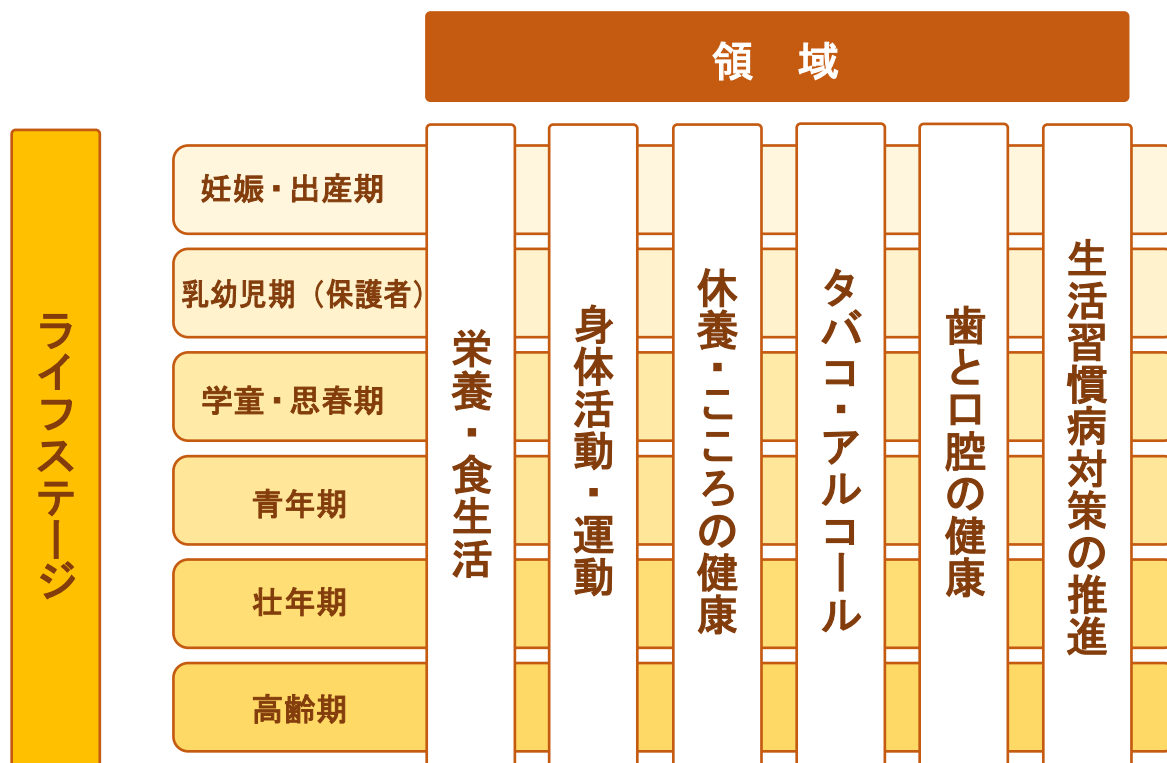 領　域
ライフステージ
妊娠・出産期
乳幼児期（保護者）
学童・思春期
青年期
壮年期
高齢期
栄養・食生活
身体活動・運動
休養・こころの健康
タバコ・アルコール
歯と口腔の健康
生活習慣病対策の推進